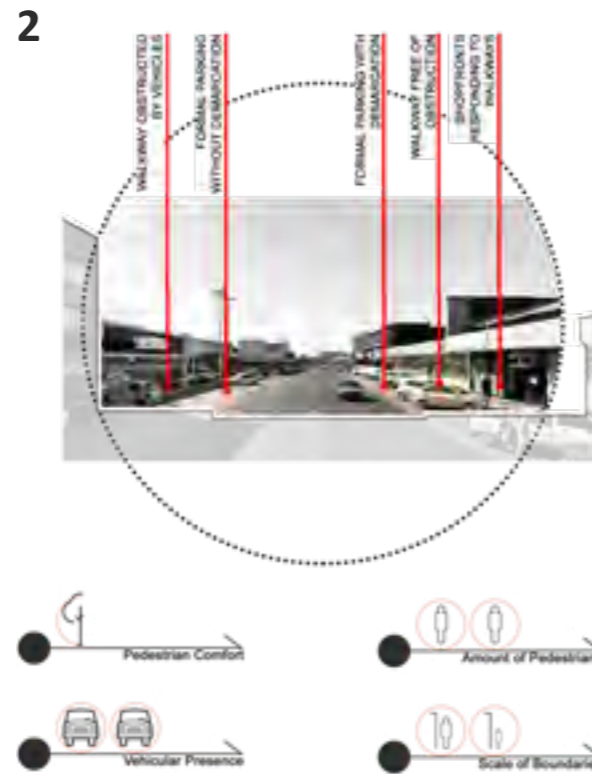 2
WALKWAY OBSTRUCTED
BY VEHICLES
FORMAL PARKING
WITHOUT DEMARCATION
FORMAL PARKING WITH
DEMARCATION
WALKWAY FREE OF
OBSTRUCTION
SHOPFRONTS
RESPONDING TO
WALKWAYS
Pedestrian Comfort
Amount of Pedestrian
Vehicular Presence
Scale of Boundarie